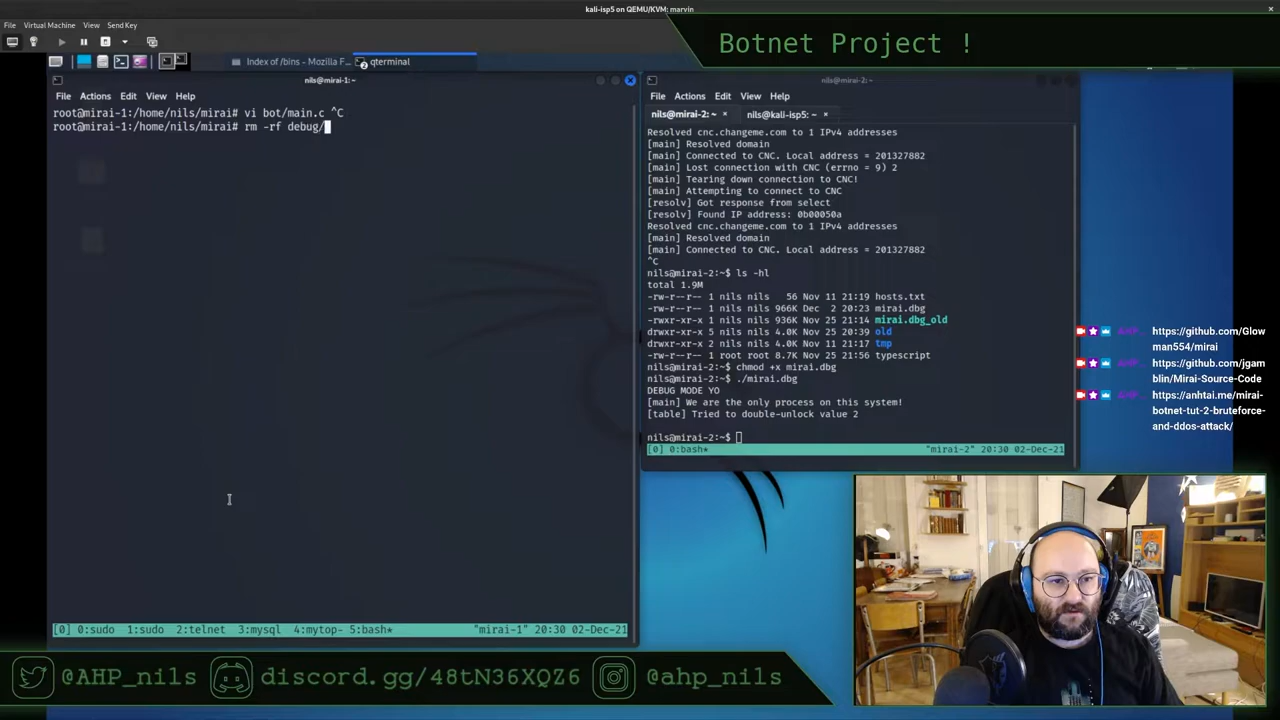 kali-isp5 on QEMU/KVM: marvin
File Virtual Machine View Send Key
Botnet Project !
Index of /bins - Mozilla F...
qterminal
nils@mirai-1: ~
File Actions Edit View Help
root@mirai-1:/home/nils/mirai# vi bot/main.c ^C
root@mirai-1:/home/nils/mirai# rm -rf debug/
[0] 0:sudo 1:sudo 2:telnet 3:mysql 4:mytop- 5:bash* "mirai-1" 20:30 02-Dec-21
nils@mirai-2: ~
File Actions Edit View Help
nils@mirai-2: ~ × nils@kali-isp5: ~ ×
Resolved cnc.changeme.com to 1 IPv4 addresses
[main] Resolved domain
[main] Connected to CNC. Local address = 201327882
[main] Lost connection with CNC (errno = 9) 2
[main] Tearing down connection to CNC!
[main] Attempting to connect to CNC
[resolv] Got response from select
[resolv] Found IP address: 0b00050a
Resolved cnc.changeme.com to 1 IPv4 addresses
[main] Resolved domain
[main] Connected to CNC. Local address = 201327882
^C
nils@mirai-2:~$ ls -hl
total 1.9M
-rw-r--r-- 1 nils nils 56 Nov 11 21:19 hosts.txt
-rw-r--r-- 1 nils nils 966K Dec 2 20:23 mirai.dbg
-rwxr-xr-x 1 nils nils 936K Nov 25 21:14 mirai.dbg_old
drwxr-xr-x 5 nils nils 4.0K Nov 25 20:39 old
drwxr-xr-x 2 nils nils 4.0K Nov 11 21:17 tmp
-rw-r--r-- 1 root root 8.7K Nov 25 21:56 typescript
nils@mirai-2:~$ chmod +x mirai.dbg
nils@mirai-2:~$ ./mirai.dbg
DEBUG MODE YO
[main] We are the only process on this system!
[table] Tried to double-unlock value 2
nils@mirai-2:~$
[0] 0:bash* "mirai-2" 20:30 02-Dec-21
https://github.com/Glow
man554/mirai
https://github.com/jgam
blin/Mirai-Source-Code
https://anhtai.me/mirai-
botnet-tut-2-bruteforce-
and-ddos-attack/
@AHP_nils discord.gg/48tN36XQZ6 @ahp_nils